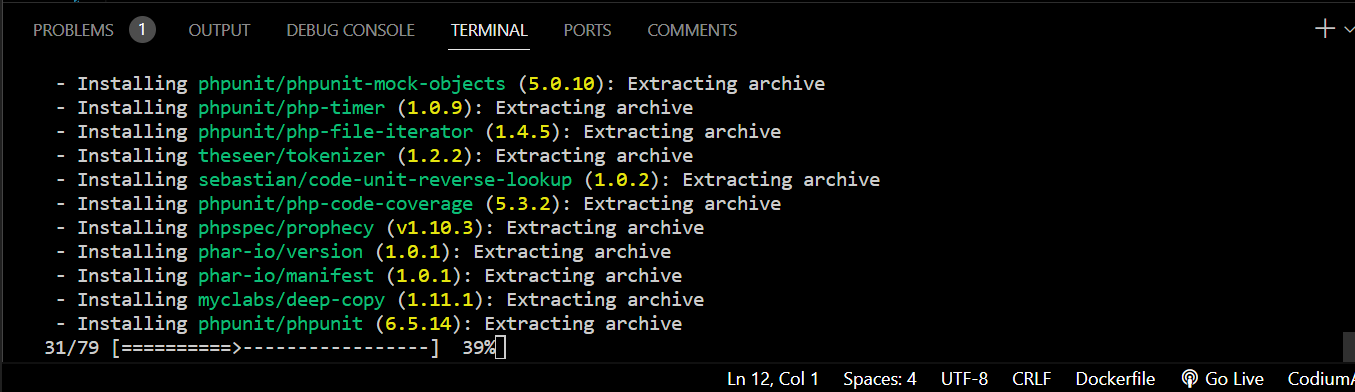 PROBLEMS 1 OUTPUT DEBUG CONSOLE TERMINAL PORTS COMMENTS
- Installing phpunit/phpunit-mock-objects (5.0.10): Extracting archive
- Installing phpunit/php-timer (1.0.9): Extracting archive
- Installing phpunit/php-file-iterator (1.4.5): Extracting archive
- Installing theseer/tokenizer (1.2.2): Extracting archive
- Installing sebastian/code-unit-reverse-lookup (1.0.2): Extracting archive
- Installing phpunit/php-code-coverage (5.3.2): Extracting archive
- Installing phpspec/prophecy (v1.10.3): Extracting archive
- Installing phar-io/version (1.0.1): Extracting archive
- Installing phar-io/manifest (1.0.1): Extracting archive
- Installing myclabs/deep-copy (1.11.1): Extracting archive
- Installing phpunit/phpunit (6.5.14): Extracting archive
31/79 [==========>-----------------] 39%
Ln 12, Col 1 Spaces: 4 UTF-8 CRLF Dockerfile Go Live CodiumA